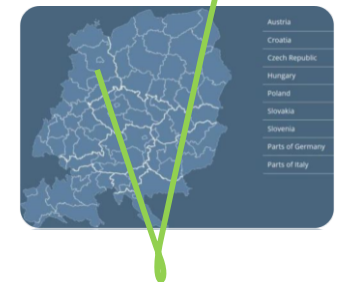 Austria
Croatia
Czech Republic
Hungary
Poland
Slovakia
Slovenia
Parts of Germany
Parts of Italy